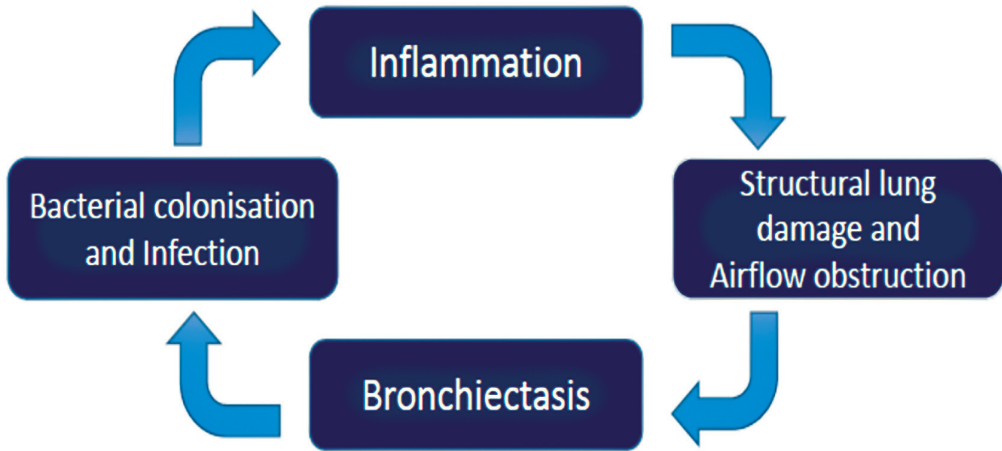 Inflammation
Structural lung
damage and
Airflow obstruction
Bronchiectasis
Bacterial colonisation
and Infection